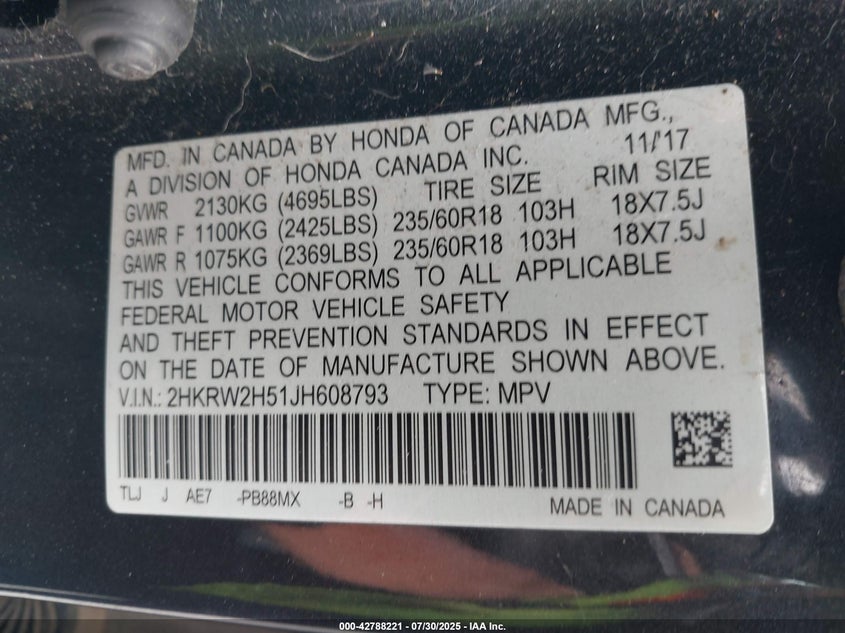 MFD. IN CANADA BY HONDA OF CANADA MFG.,
A DIVISION OF HONDA CANADA INC. 11/'17
GVWR 2130KG (4695LBS) TIRE SIZE RIM SIZE
GAWR F 1100KG (2425LBS) 235/60R18 103H 18X7.5J
GAWR R 1075KG (2369LBS) 235/60R18 103H 18X7.5J
THIS VEHICLE CONFORMS TO ALL APPLICABLE
FEDERAL MOTOR VEHICLE SAFETY
AND THEFT PREVENTION STANDARDS IN EFFECT
ON THE DATE OF MANUFACTURE SHOWN ABOVE.
V.I.N.: 2HKRW2H51JH608793 TYPE: MPV
TLJ J AE7 -PB88MX -B -H MADE IN CANADA
000-42788221 - 07/30/2025 - IAA Inc.